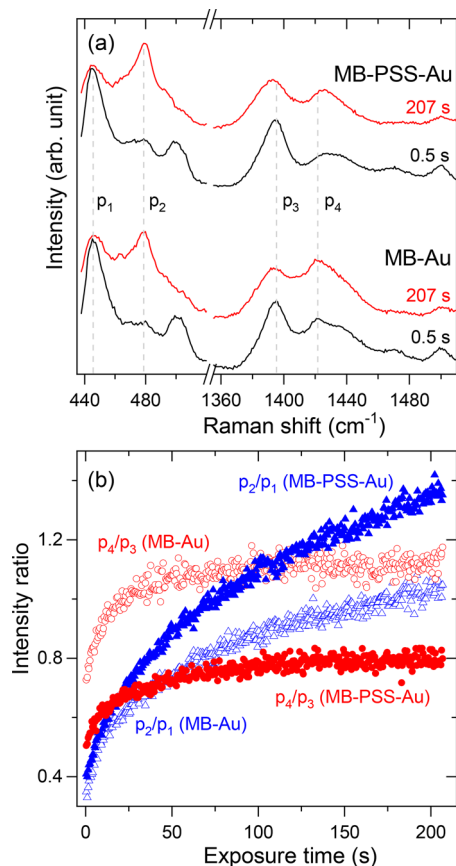 (a)
MB-PSS-Au
207 s
0.5 s
p₁ p₂ p₃ p₄
MB-Au
207 s
0.5 s
Intensity (arb. unit)
440 480 1360 1400 1440 1480
Raman shift (cm⁻¹)
(b)
p₂/p₁ (MB-PSS-Au)
p₄/p₃ (MB-Au)
p₂/p₁ (MB-Au)
p₄/p₃ (MB-PSS-Au)
Intensity ratio
1.2
0.8
0.4
0 50 100 150 200
Exposure time (s)